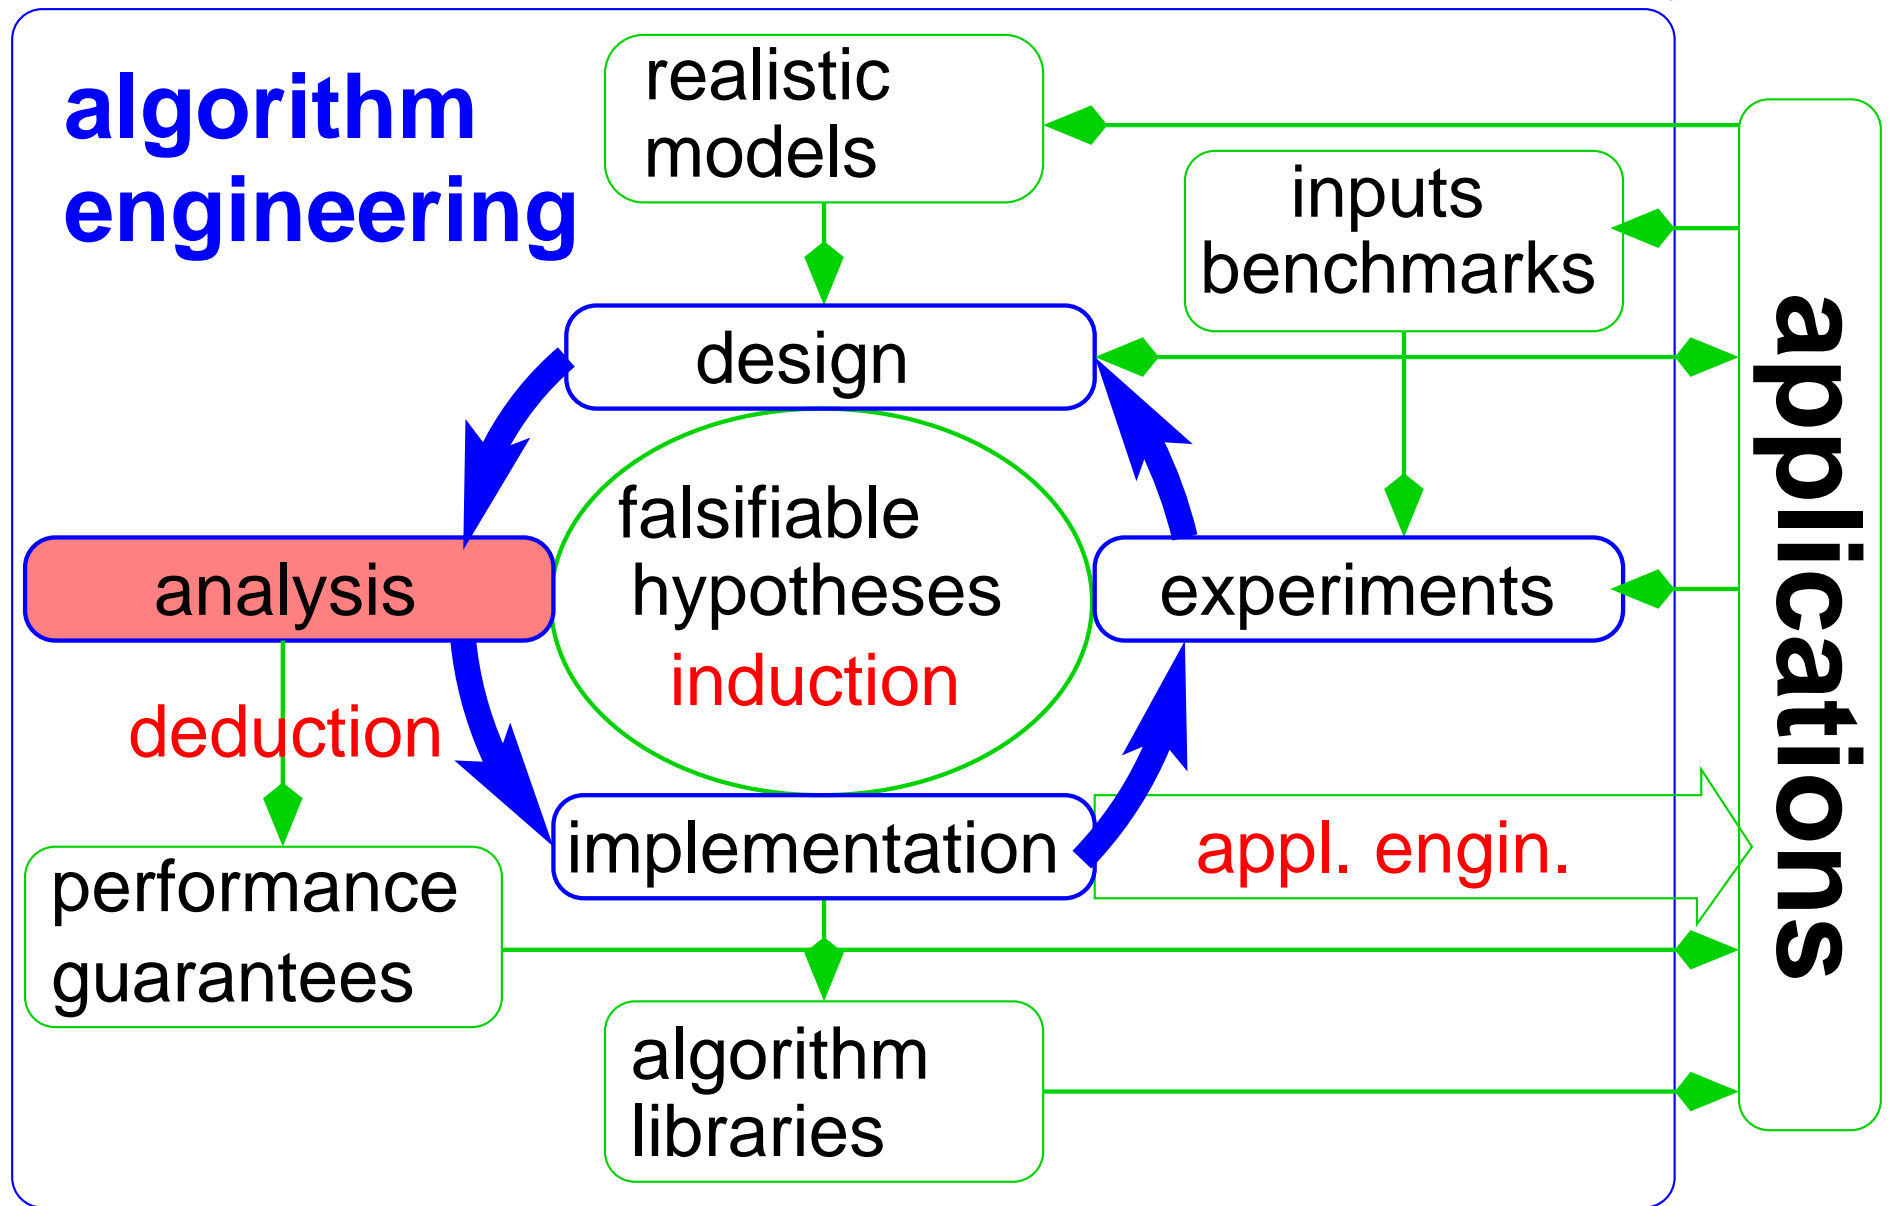 algorithm
engineering
realistic
models
inputs
benchmarks
design
falsifiable
hypotheses
induction
analysis
experiments
deduction
implementation
appl. engin.
performance
guarantees
algorithm
libraries
applications